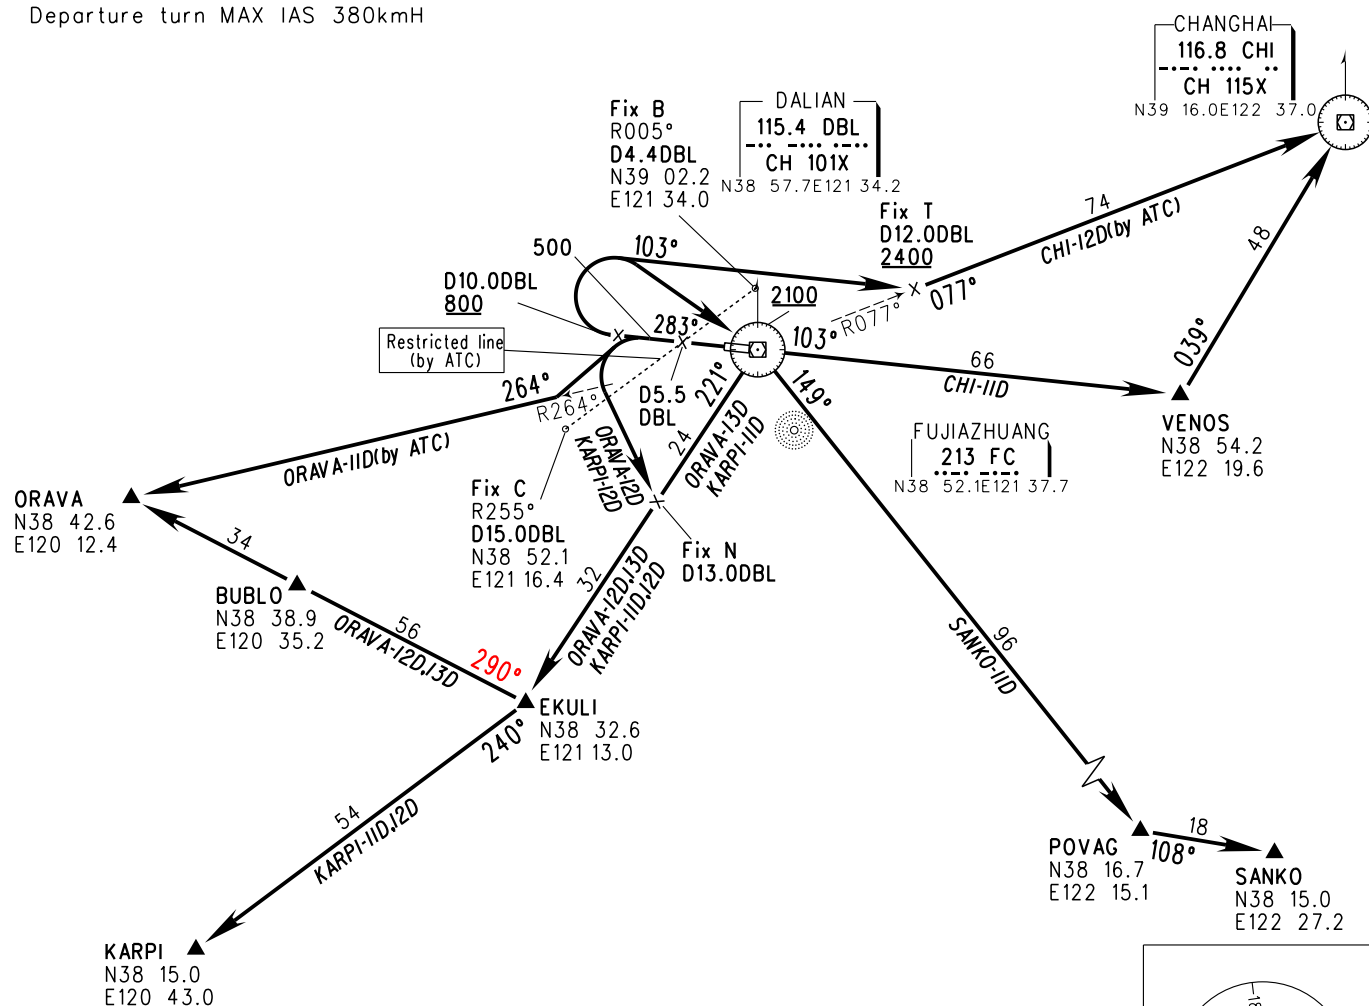 Departure turn MAX IAS 380kmH
CHANGHAI
116.8 CHI
CH 115X
N39 16.0E122 37.0
Fix B
R005°
D4.4DBL
N39 02.2
E121 34.0
DALIAN
115.4 DBL
CH 101X
N38 57.7E121 34.2
Fix T
D12.0DBL
2400
74
CHI-12D(by ATC)
48
500
103°
D10.0DBL
800
2100
077°
R077°
283°
103°
Restricted line
(by ATC)
66
CHI-11D
039°
264°
R264°
D5.5
DBL
221°
149°
VENOS
N38 54.2
E122 19.6
ORAVA-11D(by ATC)
ORAVA-12D
KARPI-12D
24
ORAVA-13D
KARPI-11D
FUJIAZHUANG
213 FC
N38 52.1E121 37.7
ORAVA
N38 42.6
E120 12.4
Fix C
R255°
D15.0DBL
N38 52.1
E121 16.4
Fix N
D13.0DBL
34
BUBLO
N38 38.9
E120 35.2
32
ORAVA-12D,13D
KARPI-11D,12D
56
ORAVA-12D,13D
290°
96
SANKO-11D
EKULI
N38 32.6
E121 13.0
240°
54
KARPI-11D,12D
POVAG
N38 16.7
E122 15.1
18
108°
SANKO
N38 15.0
E122 27.2
KARPI
N38 15.0
E120 43.0